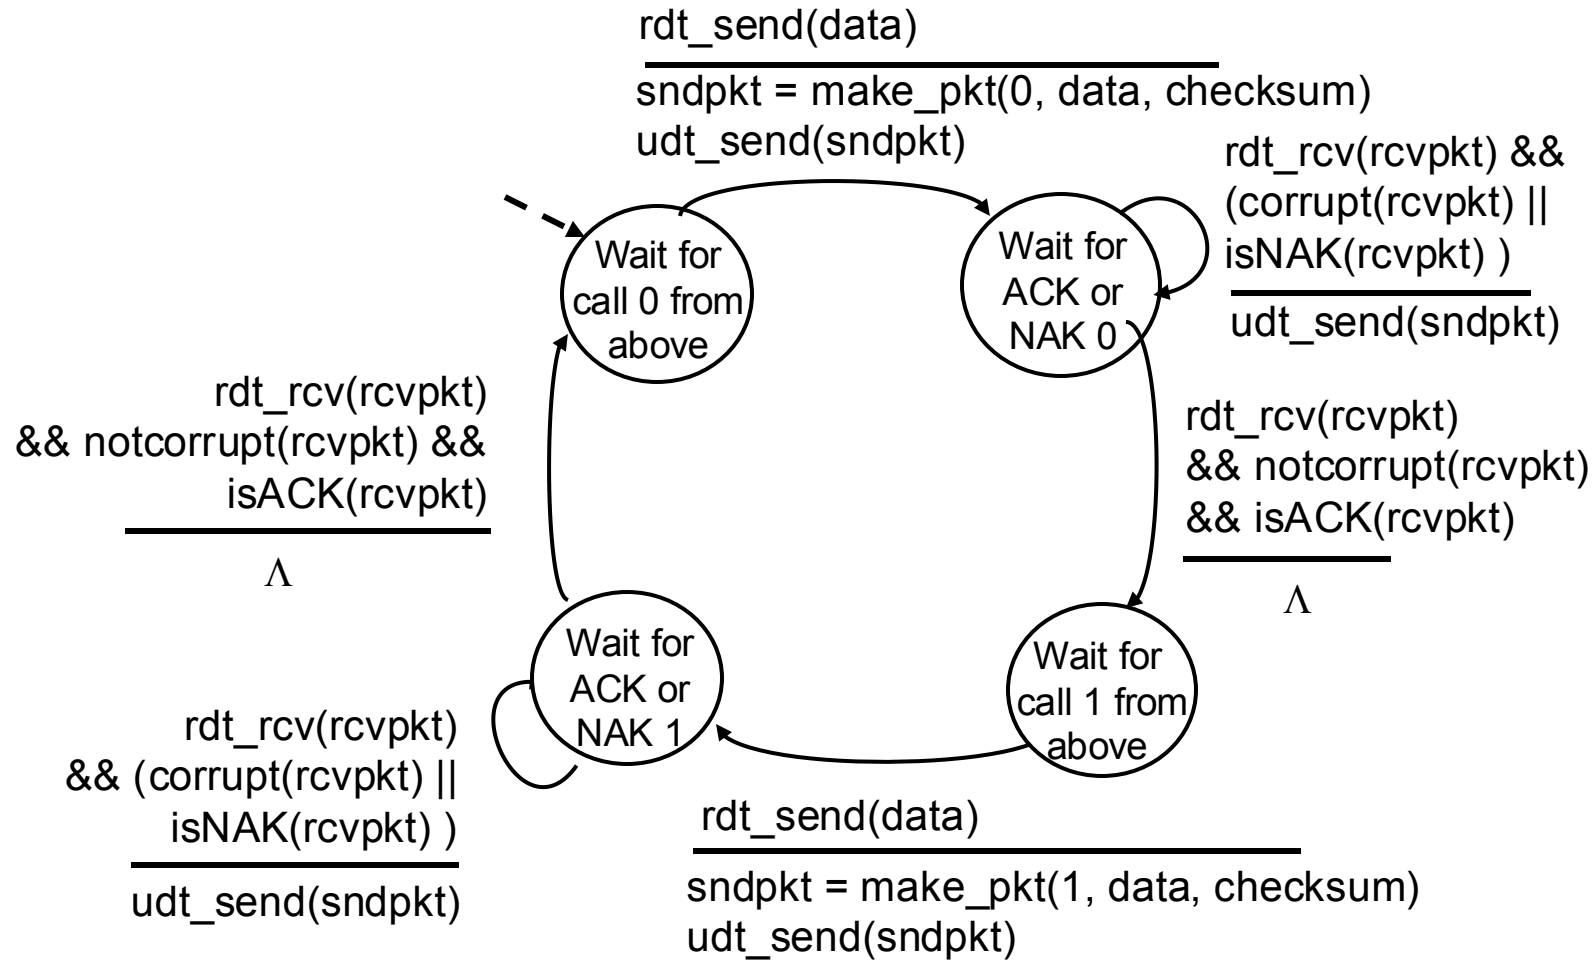 rdt_send(data)
sndpkt = make_pkt(0, data, checksum)
udt_send(sndpkt)
rdt_rcv(rcvpkt) &&
(corrupt(rcvpkt) ||
isNAK(rcvpkt) )
udt_send(sndpkt)
Wait for
call 0 from
above
Wait for
ACK or
NAK 0
rdt_rcv(rcvpkt)
&& notcorrupt(rcvpkt) &&
isACK(rcvpkt)
Λ
rdt_rcv(rcvpkt)
&& notcorrupt(rcvpkt)
&& isACK(rcvpkt)
Λ
Wait for
ACK or
NAK 1
Wait for
call 1 from
above
rdt_rcv(rcvpkt)
&& (corrupt(rcvpkt) ||
isNAK(rcvpkt) )
udt_send(sndpkt)
rdt_send(data)
sndpkt = make_pkt(1, data, checksum)
udt_send(sndpkt)